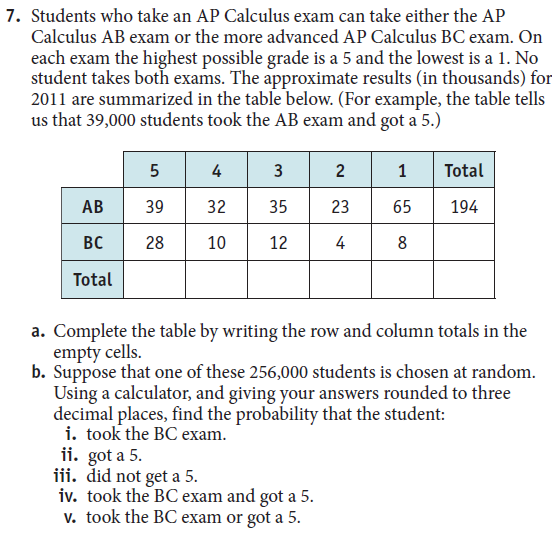 7. Students who take an AP Calculus exam can take either the AP
Calculus AB exam or the more advanced AP Calculus BC exam. On
each exam the highest possible grade is a 5 and the lowest is a 1. No
student takes both exams. The approximate results (in thousands) for
2011 are summarized in the table below. (For example, the table tells
us that 39,000 students took the AB exam and got a 5.)
5 4 3 2 1 Total
AB 39 32 35 23 65 194
BC 28 10 12 4 8
Total
a. Complete the table by writing the row and column totals in the
empty cells.
b. Suppose that one of these 256,000 students is chosen at random.
Using a calculator, and giving your answers rounded to three
decimal places, find the probability that the student:
i. took the BC exam.
ii. got a 5.
iii. did not get a 5.
iv. took the BC exam and got a 5.
v. took the BC exam or got a 5.